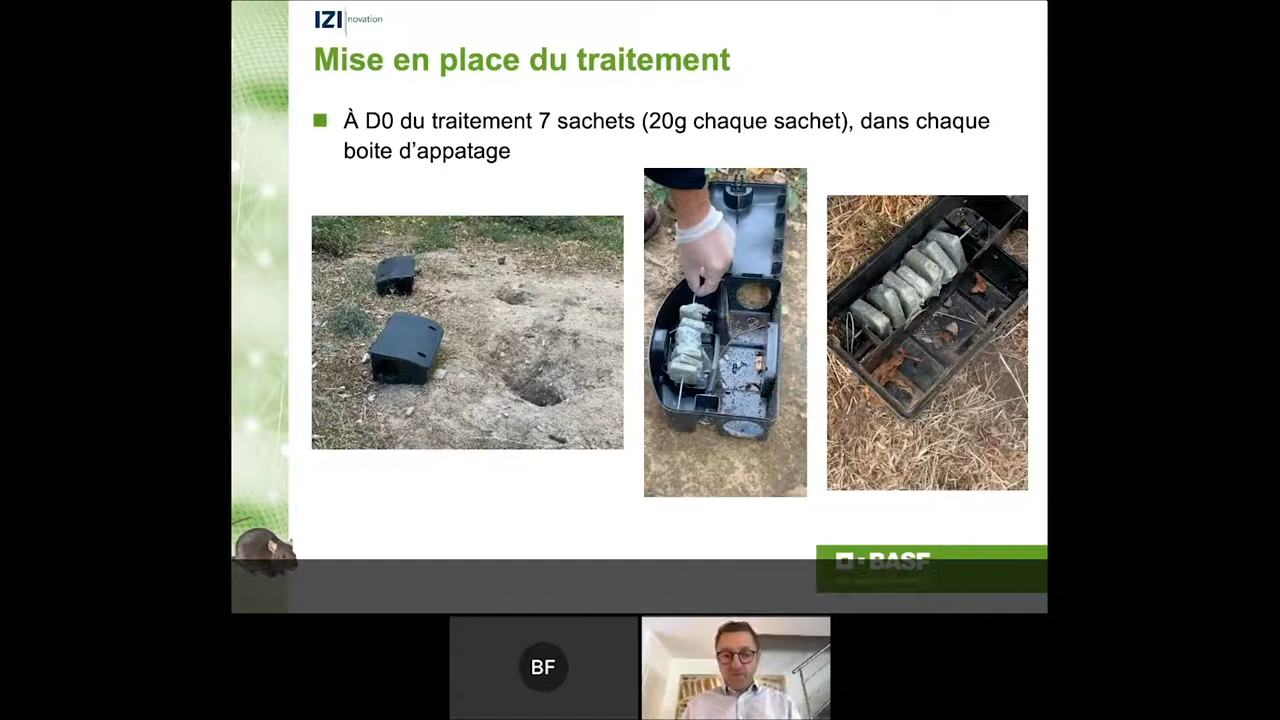 IZI novation
Mise en place du traitement
À D0 du traitement 7 sachets (20g chaque sachet), dans chaque
boite d'appatage
BASF
BF